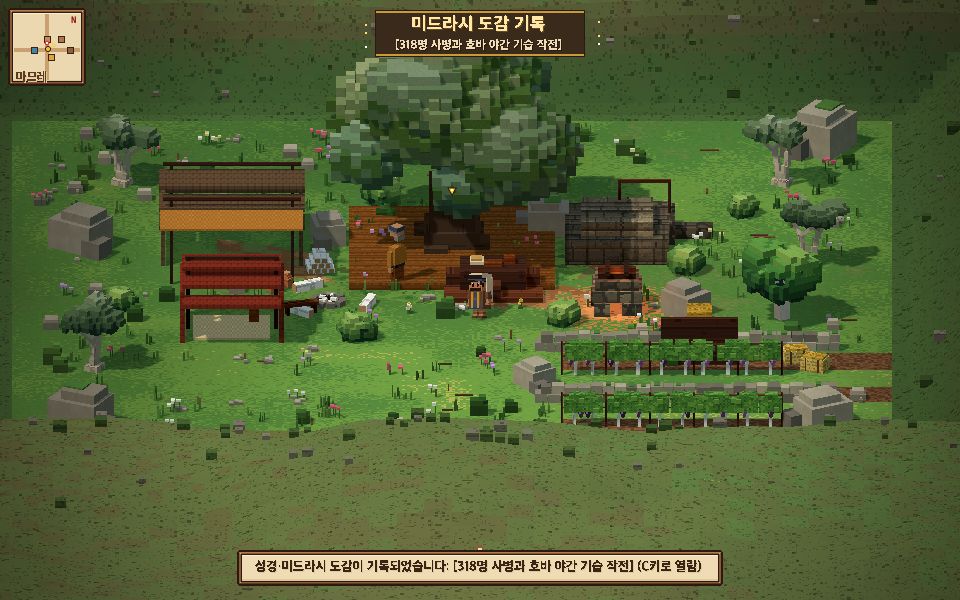 N
마므레
미드라시 도감 기록
[318명 사병과 호바 야간 기습 작전]
성경·미드라시 도감이 기록되었습니다: [318명 사병과 호바 야간 기습 작전] (C키로 열람)